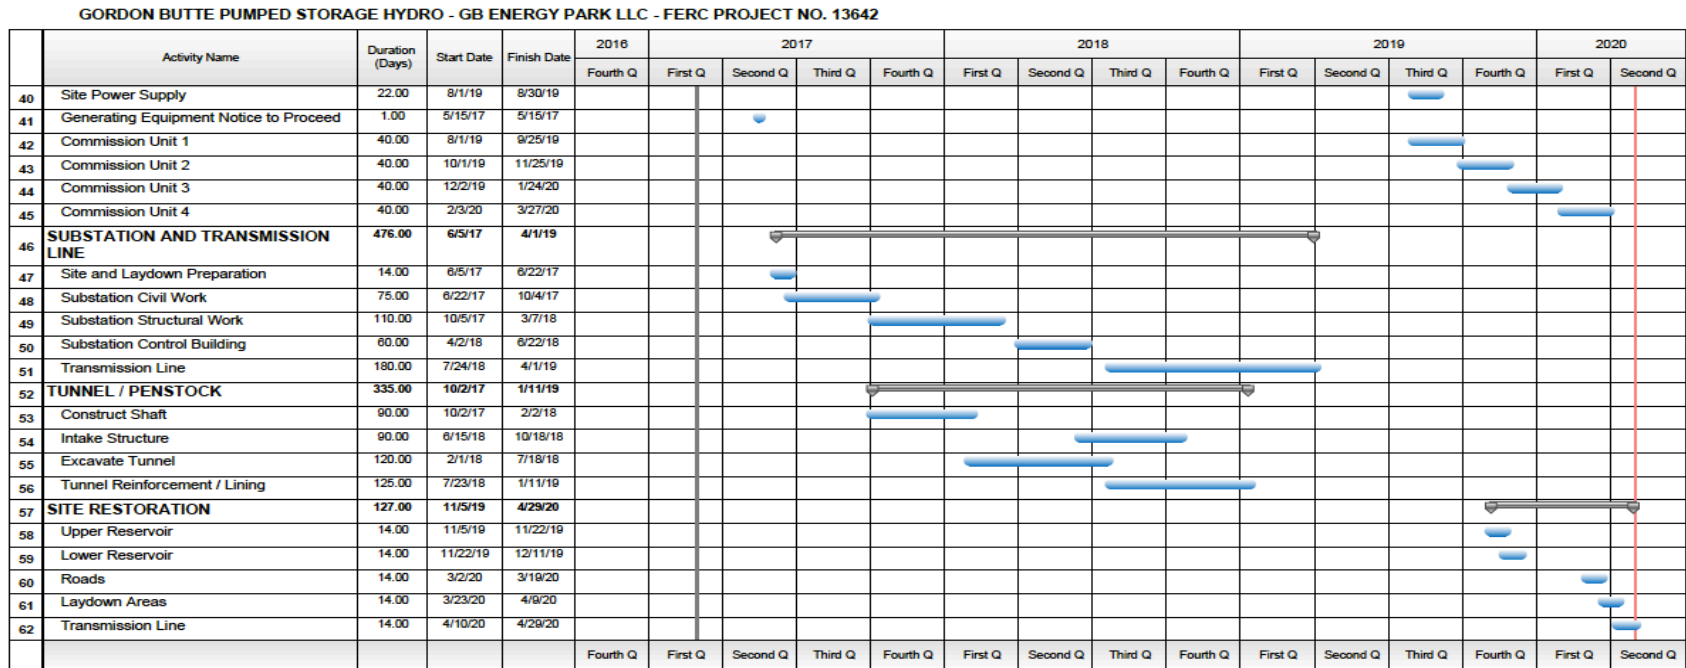 GORDON BUTTE PUMPED STORAGE HYDRO - GB ENERGY PARK LLC - FERC PROJECT NO. 13642
Activity Name Duration (Days) Start Date Finish Date 2016 2017 2018 2019 2020
Fourth Q First Q Second Q Third Q Fourth Q First Q Second Q Third Q Fourth Q First Q Second Q Third Q Fourth Q First Q Second Q
40 Site Power Supply 22.00 8/1/19 8/30/19
41 Generating Equipment Notice to Proceed 1.00 5/15/17 5/15/17
42 Commission Unit 1 40.00 8/1/19 9/25/19
43 Commission Unit 2 40.00 10/1/19 11/25/19
44 Commission Unit 3 40.00 12/2/19 1/24/20
45 Commission Unit 4 40.00 2/3/20 3/27/20
46 SUBSTATION AND TRANSMISSION LINE 476.00 6/5/17 4/1/19
47 Site and Laydown Preparation 14.00 6/5/17 6/22/17
48 Substation Civil Work 75.00 6/22/17 10/4/17
49 Substation Structural Work 110.00 10/5/17 3/7/18
50 Substation Control Building 60.00 4/2/18 6/22/18
51 Transmission Line 180.00 7/24/18 4/1/19
52 TUNNEL / PENSTOCK 335.00 10/2/17 1/11/19
53 Construct Shaft 90.00 10/2/17 2/2/18
54 Intake Structure 90.00 6/15/18 10/18/18
55 Excavate Tunnel 120.00 2/1/18 7/18/18
56 Tunnel Reinforcement / Lining 125.00 7/23/18 1/11/19
57 SITE RESTORATION 127.00 11/5/19 4/29/20
58 Upper Reservoir 14.00 11/5/19 11/22/19
59 Lower Reservoir 14.00 11/22/19 12/11/19
60 Roads 14.00 3/2/20 3/19/20
61 Laydown Areas 14.00 3/23/20 4/9/20
62 Transmission Line 14.00 4/10/20 4/29/20
Fourth Q First Q Second Q Third Q Fourth Q First Q Second Q Third Q Fourth Q First Q Second Q Third Q Fourth Q First Q Second Q